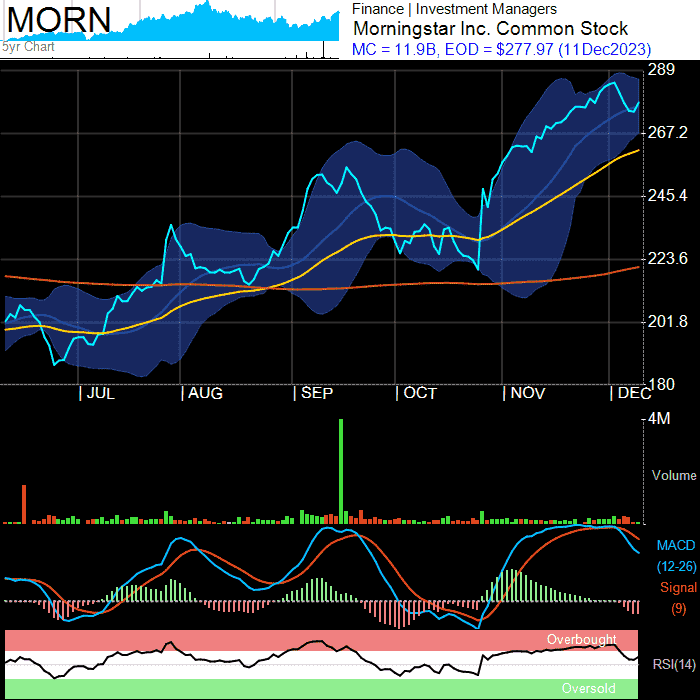 MORN
5yr Chart
Finance | Investment Managers
Morningstar Inc. Common Stock
MC = 11.9B, EOD = $277.97 (11Dec2023)
289
267.2
245.4
223.6
201.8
180
| JUL | AUG | SEP | OCT | NOV | DEC
4M
Volume
MACD
(12-26)
Signal
(9)
Overbought
RSI(14)
Oversold